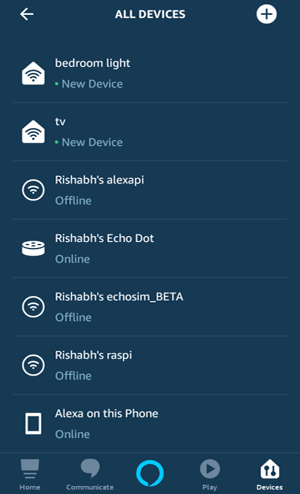 ALL DEVICES
bedroom light
• New Device
tv
• New Device
Rishabh's alexapi
Offline
Rishabh's Echo Dot
Online
Rishabh's echosim_BETA
Offline
Rishabh's raspi
Offline
Alexa on this Phone
Online
Home Communicate Play Devices